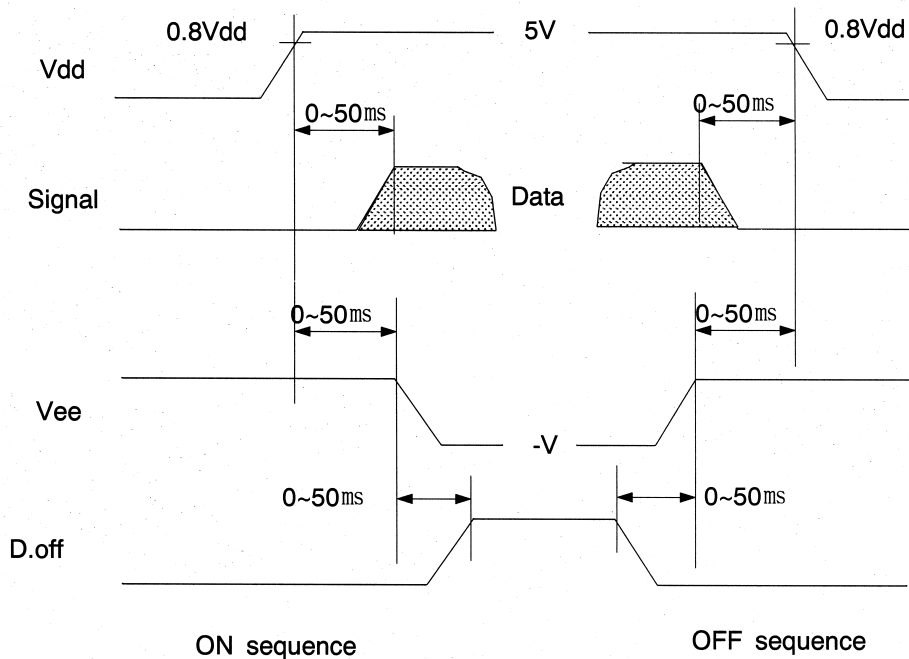 0.8Vdd 5V 0.8Vdd
Vdd
0~50ms 0~50ms
Signal Data
0~50ms 0~50ms
Vee
-V
0~50ms 0~50ms
D.off
ON sequence OFF sequence